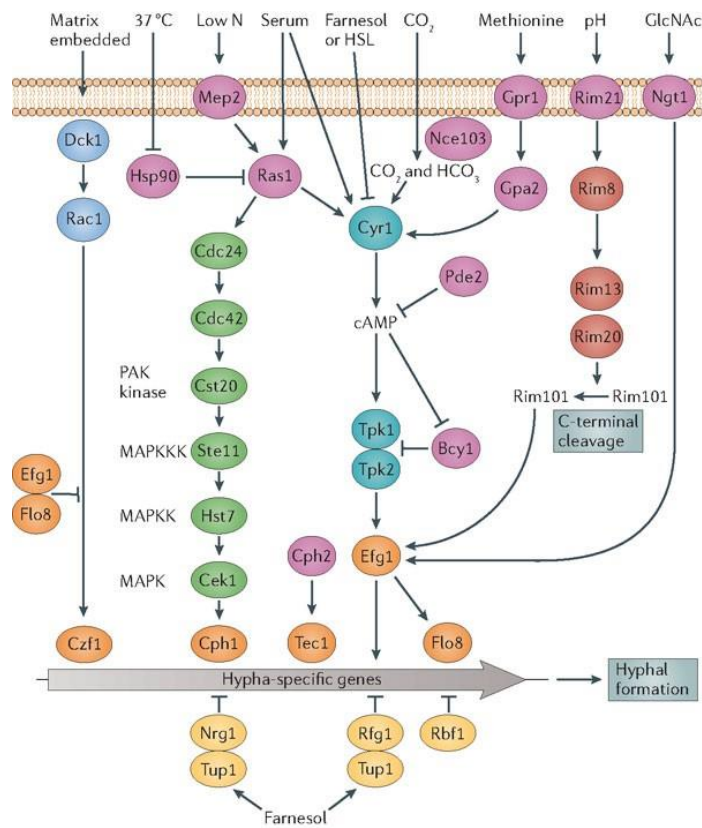 Matrix
embedded
37 °C
Low N
Serum
Farnesol
or HSL
CO2
Methionine
pH
GlcNAc
Mep2
Gpr1
Rim21
Ngt1
Dck1
Nce103
Hsp90
Ras1
CO2 and HCO3
Gpa2
Rim8
Rac1
Cyr1
Cdc24
Pde2
Rim13
Cdc42
cAMP
Rim20
PAK
kinase
Cst20
Rim101
Rim101
C-terminal
cleavage
Tpk1
MAPKKK
Ste11
Bcy1
Tpk2
Efg1
Flo8
MAPKK
Hst7
Cph2
Efg1
MAPK
Cek1
Czf1
Cph1
Tec1
Flo8
Hypha-specific genes
Hyphal
formation
Nrg1
Rfg1
Rbf1
Tup1
Tup1
Farnesol